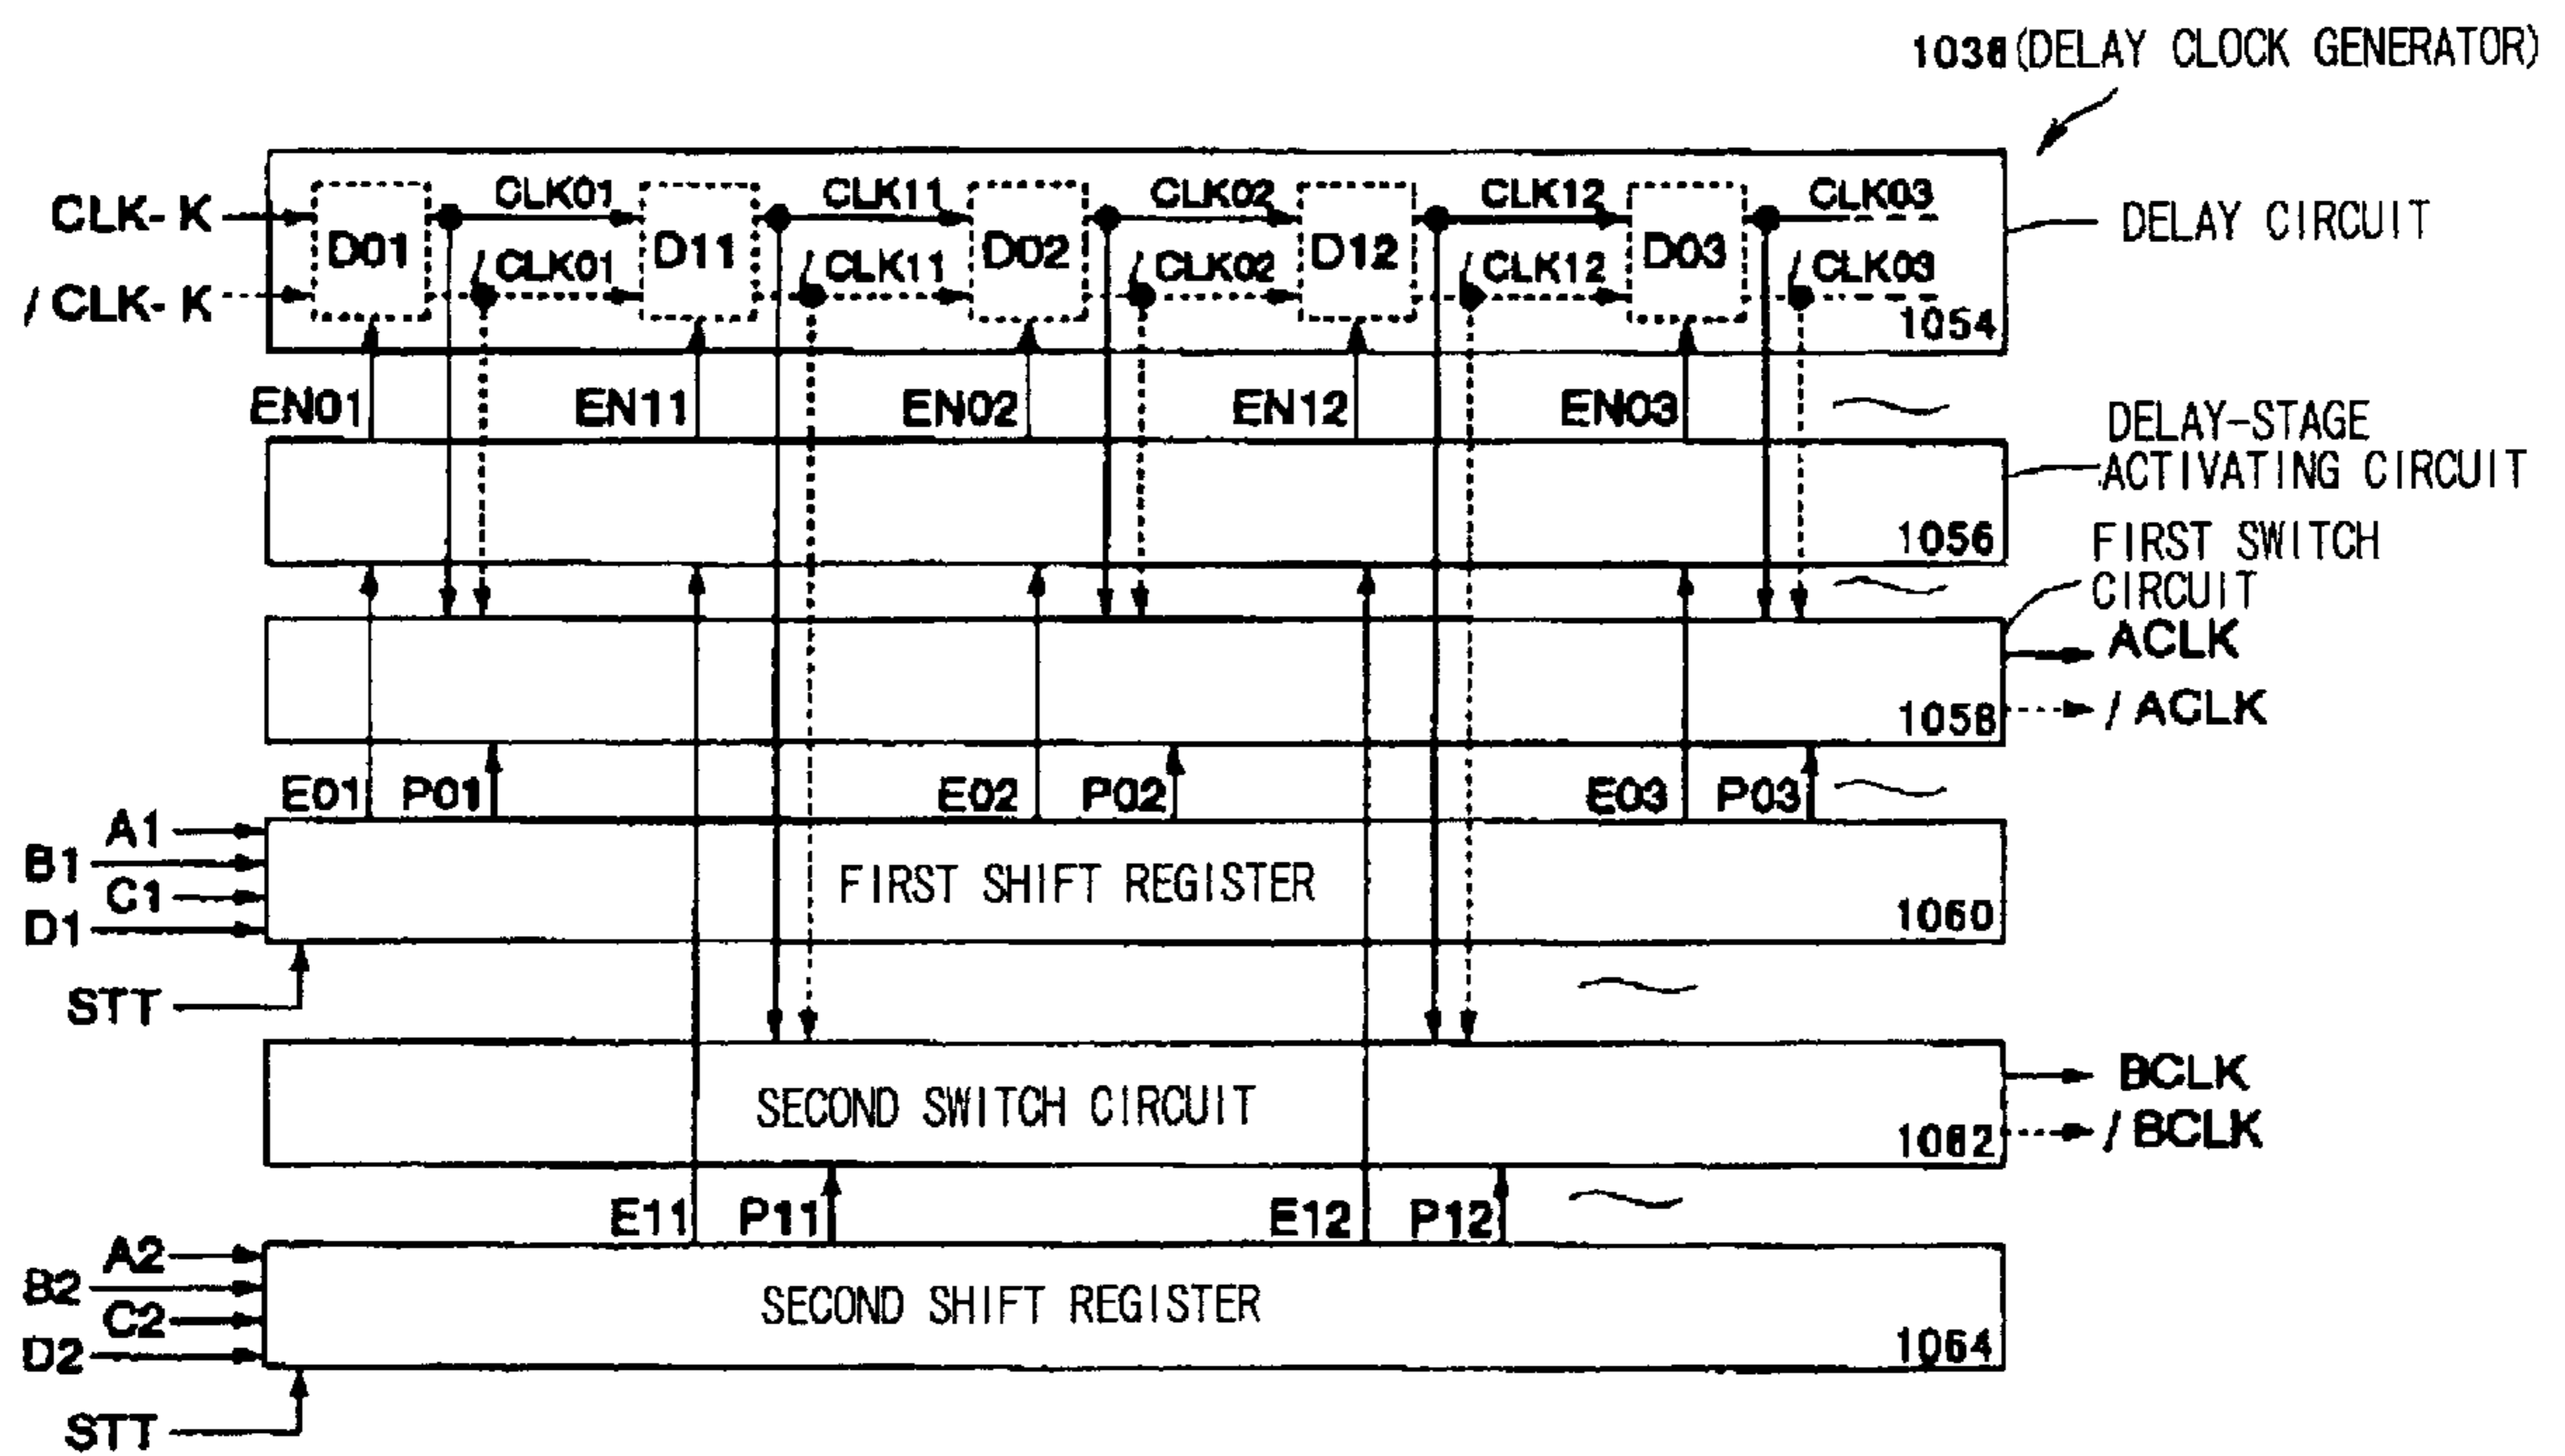 1036 (DELAY CLOCK GENERATOR)
CLK-K
/CLK-K
D01
CLK01
/CLK01
D11
CLK11
/CLK11
D02
CLK02
/CLK02
D12
CLK12
/CLK12
D03
CLK03
/CLK03
1054
DELAY CIRCUIT
EN01
EN11
EN02
EN12
EN03
DELAY-STAGE
ACTIVATING CIRCUIT
1056
FIRST SWITCH
CIRCUIT
1058
ACLK
/ACLK
E01
P01
E02
P02
E03
P03
A1
B1
C1
D1
FIRST SHIFT REGISTER
1060
STT
SECOND SWITCH CIRCUIT
1062
BCLK
/BCLK
E11
P11
E12
P12
A2
B2
C2
D2
SECOND SHIFT REGISTER
1064
STT